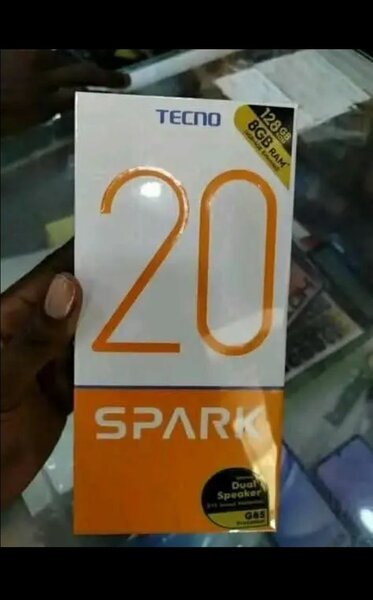 TECNO
128GB
8GB RAM
20
SPARK
Dual
Speaker
G85